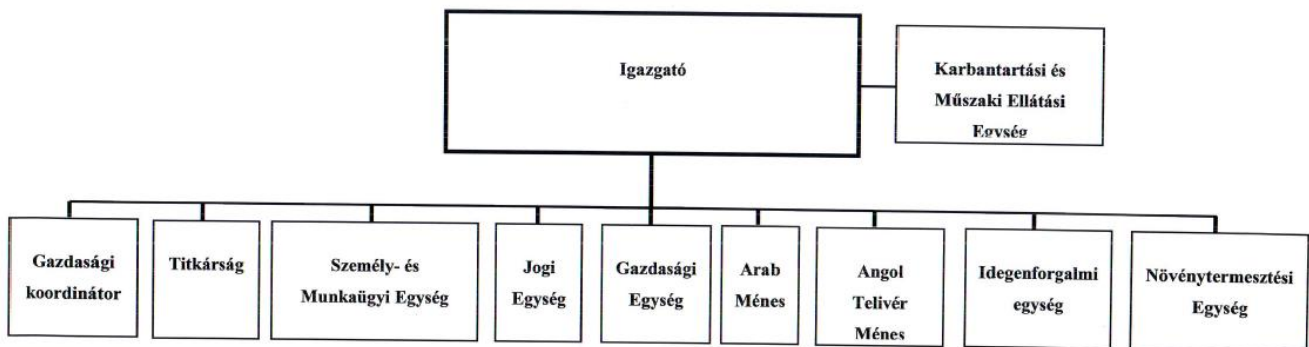 Igazgató
Karbantartási és
Műszaki Ellátási
Egység
Gazdasági
koordinátor
Titkárság
Személy- és
Munkaügyi Egység
Jogi
Egység
Gazdasági
Egység
Arab
Ménes
Angol
Telivér
Ménes
Idegenforgalmi
egység
Növénytermesztési
Egység